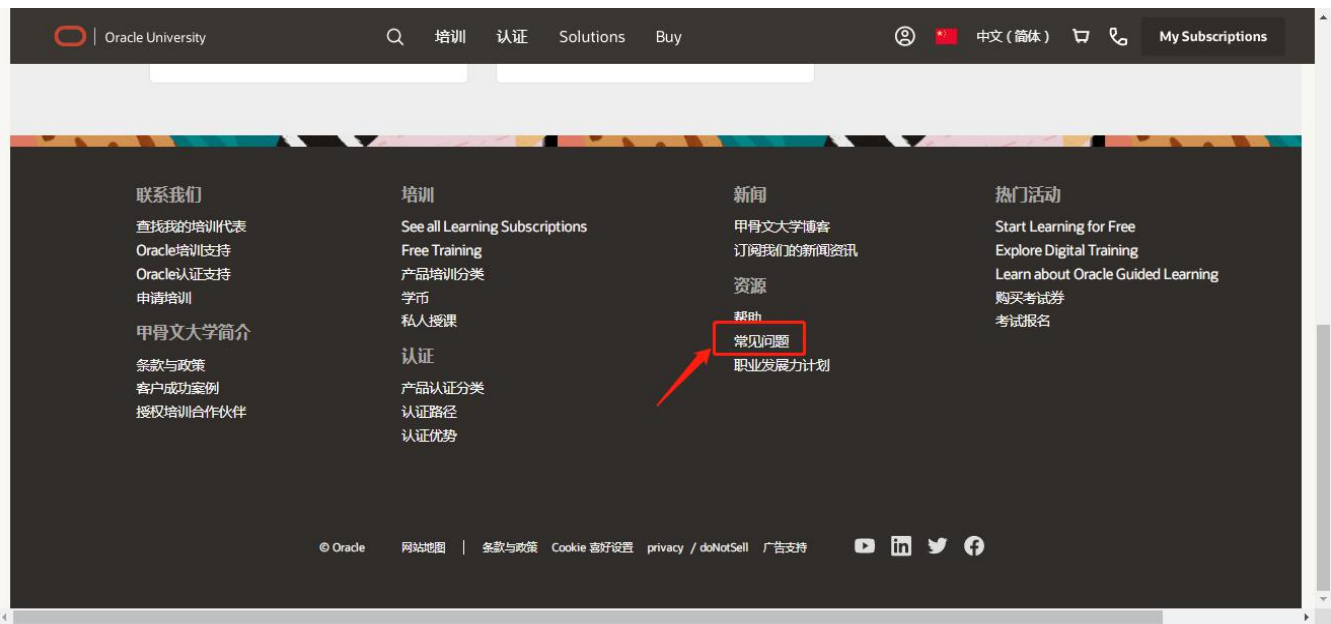 Oracle University
培训
认证
Solutions
Buy
中文 ( 简体 )
My Subscriptions
联系我们
查找我的培训代表
Oracle培训支持
Oracle认证支持
申请培训
甲骨文大学简介
条款与政策
客户成功案例
授权培训合作伙伴
培训
See all Learning Subscriptions
Free Training
产品培训分类
学币
私人授课
认证
产品认证分类
认证路径
认证优势
新闻
甲骨文大学博客
订阅我们的新闻资讯
资源
帮助
常见问题
职业发展力计划
热门活动
Start Learning for Free
Explore Digital Training
Learn about Oracle Guided Learning
购买考试券
考试报名
© Oracle
网站地图
条款与政策
Cookie 喜好设置
privacy / doNotSell
广告支持